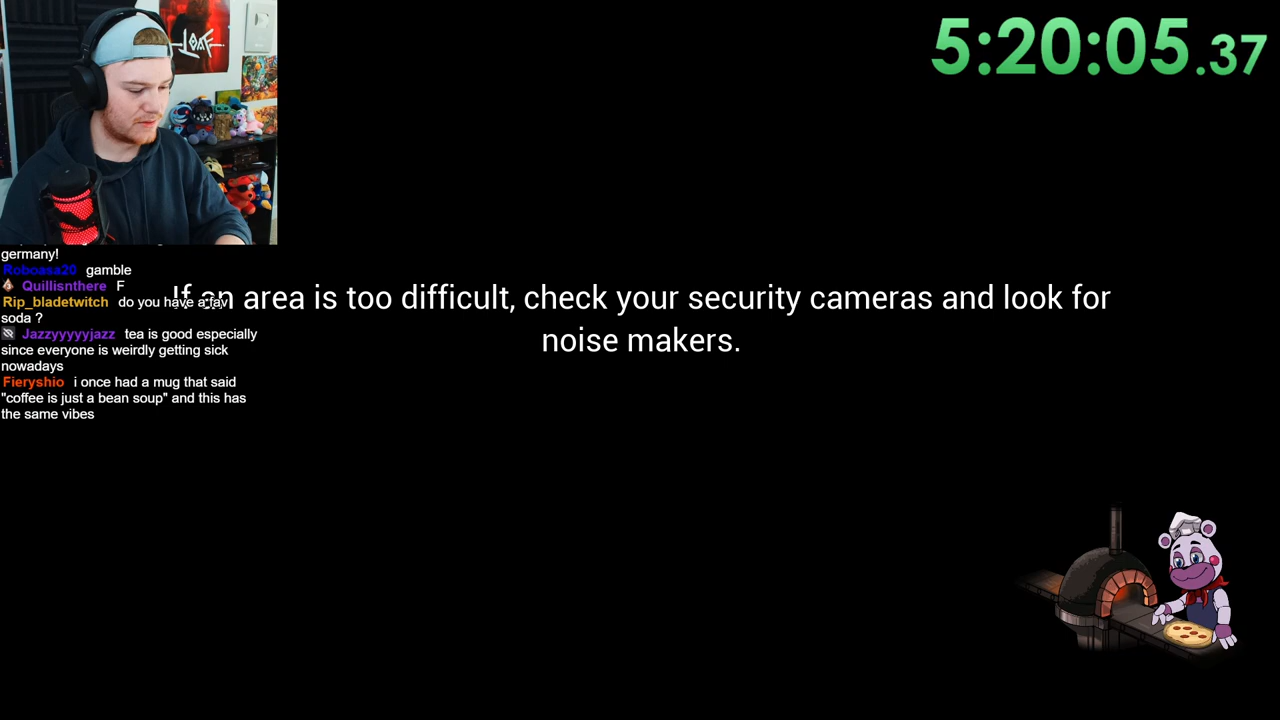 LOAF
5:20:05.37
germany!
Roboasa20 gamble
Quillisnthere F
Rip_bladetwitch do you have a fav
soda ?
Jazzyyyyyjazz tea is good especially
since everyone is weirdly getting sick
nowadays
Fieryshio i once had a mug that said
"coffee is just a bean soup" and this has
the same vibes
If an area is too difficult, check your security cameras and look for
noise makers.